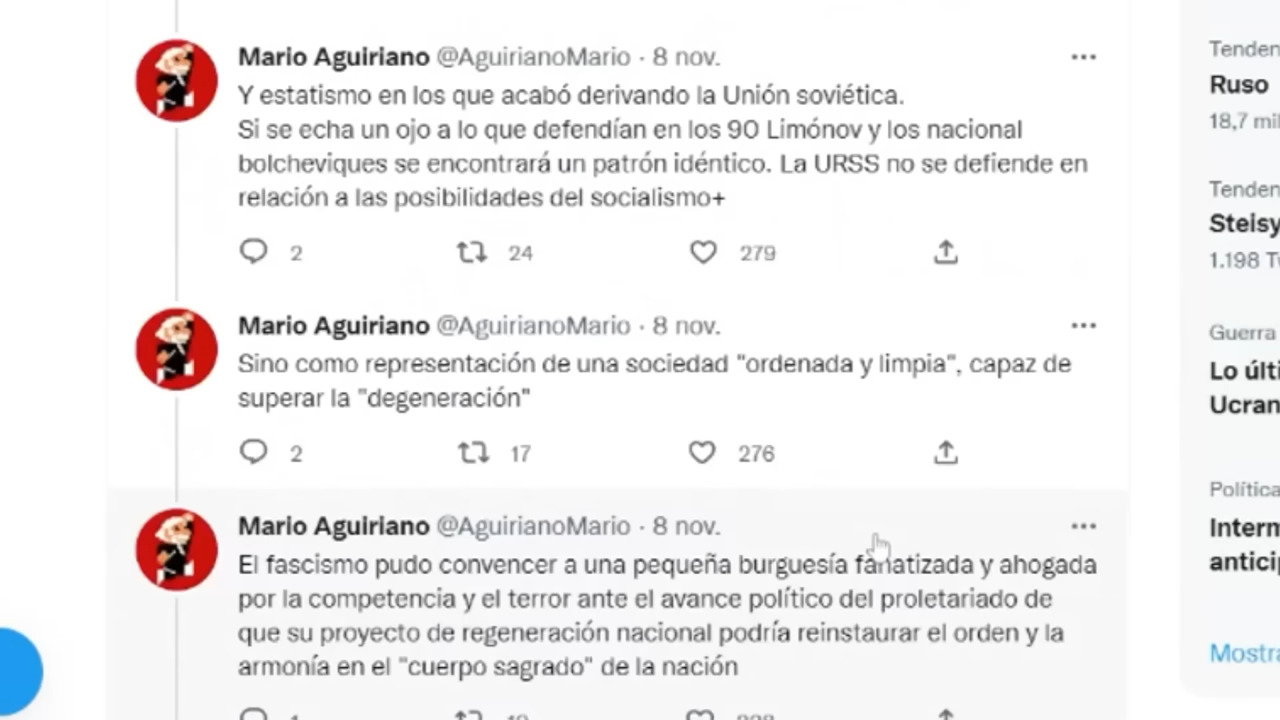 Mario Aguiriano @AguirianoMario · 8 nov.
Y estatismo en los que acabó derivando la Unión soviética.
Si se echa un ojo a lo que defendían en los 90 Limónov y los nacional
bolcheviques se encontrará un patrón idéntico. La URSS no se defiende en
relación a las posibilidades del socialismo+
2 24 279
Mario Aguiriano @AguirianoMario · 8 nov.
Sino como representación de una sociedad "ordenada y limpia", capaz de
superar la "degeneración"
2 17 276
Mario Aguiriano @AguirianoMario · 8 nov.
El fascismo pudo convencer a una pequeña burguesía fanatizada y ahogada
por la competencia y el terror ante el avance político del proletariado de
que su proyecto de regeneración nacional podría reinstaurar el orden y la
armonía en el "cuerpo sagrado" de la nación
Tenden
Ruso
18,7 mil
Tenden
Steisy
1.198 Tw
Guerra
Lo últi
Ucran
Política
Intern
anticip
Mostra